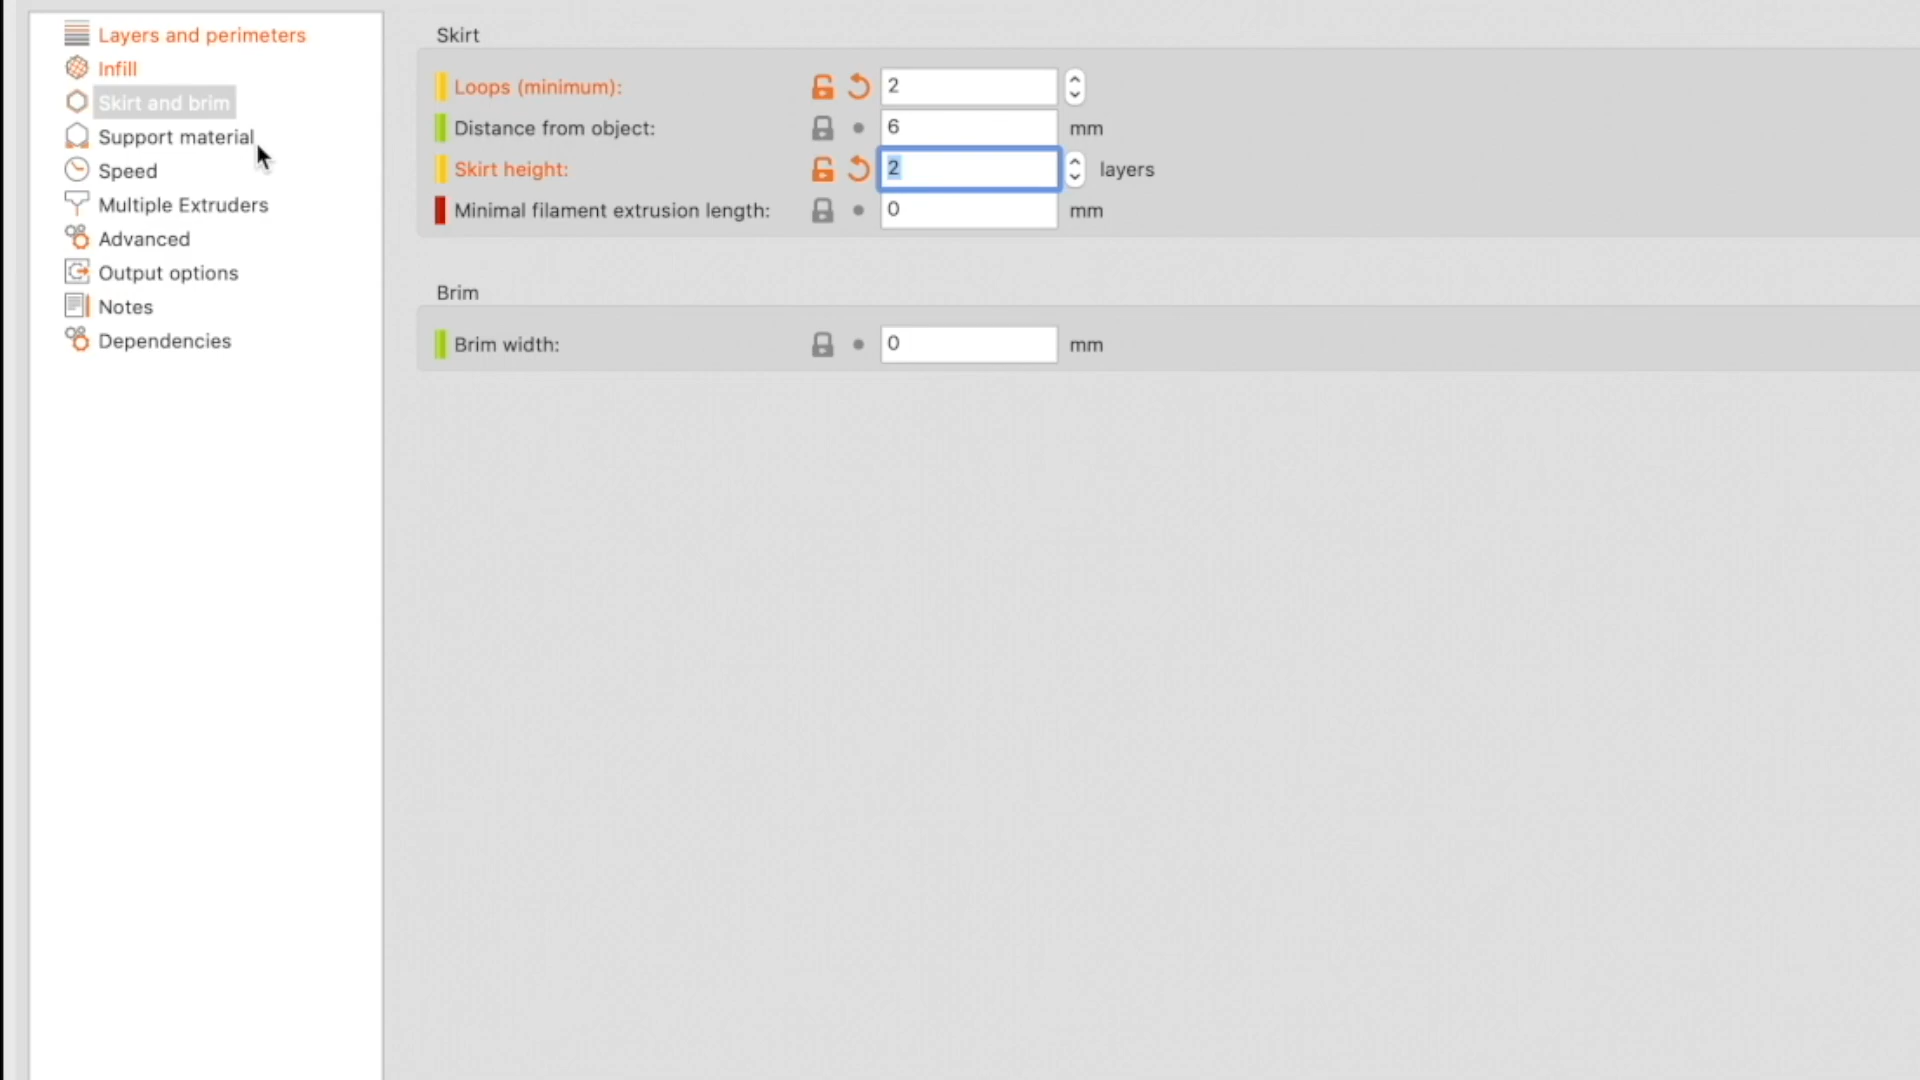 Layers and perimeters
Infill
Skirt and brim
Support material
Speed
Multiple Extruders
Advanced
Output options
Notes
Dependencies
Skirt
Loops (minimum): 2
Distance from object: 6 mm
Skirt height: 2 layers
Minimal filament extrusion length: 0 mm
Brim
Brim width: 0 mm